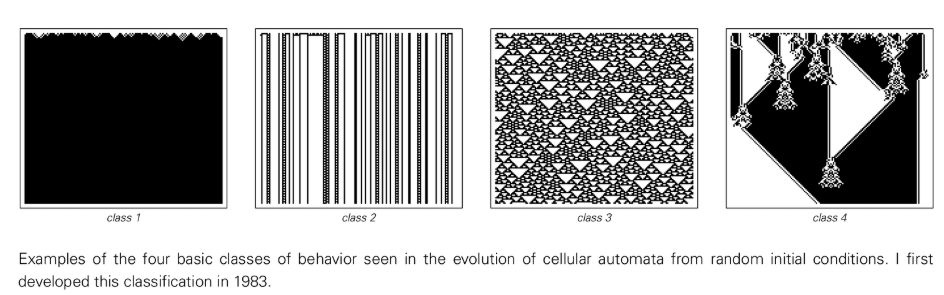 class 1
class 2
class 3
class 4
Examples of the four basic classes of behavior seen in the evolution of cellular automata from random initial conditions. I first
developed this classification in 1983.